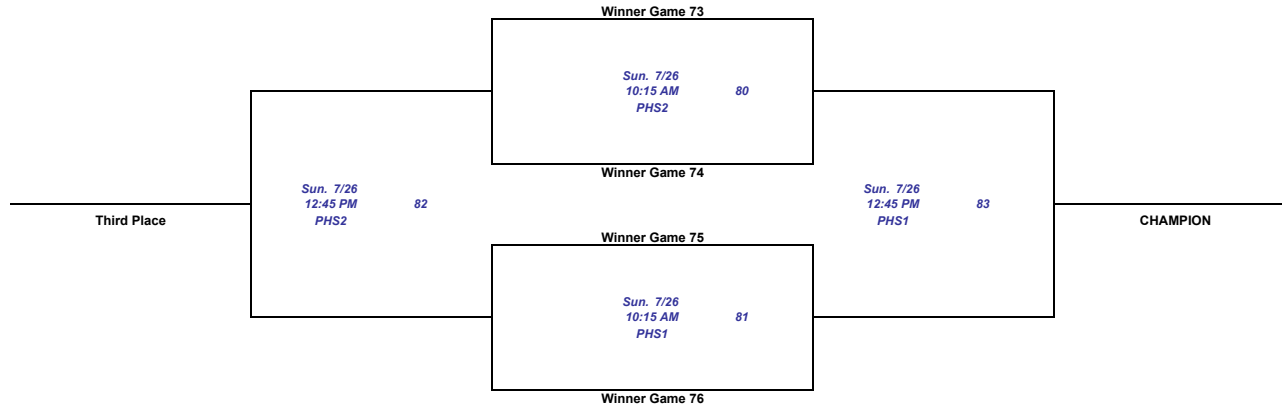 Winner Game 73
Sun. 7/26
10:15 AM 80
PHS2
Winner Game 74
Sun. 7/26
12:45 PM 82
PHS2
Third Place
Sun. 7/26
12:45 PM 83
PHS1
CHAMPION
Winner Game 75
Sun. 7/26
10:15 AM 81
PHS1
Winner Game 76